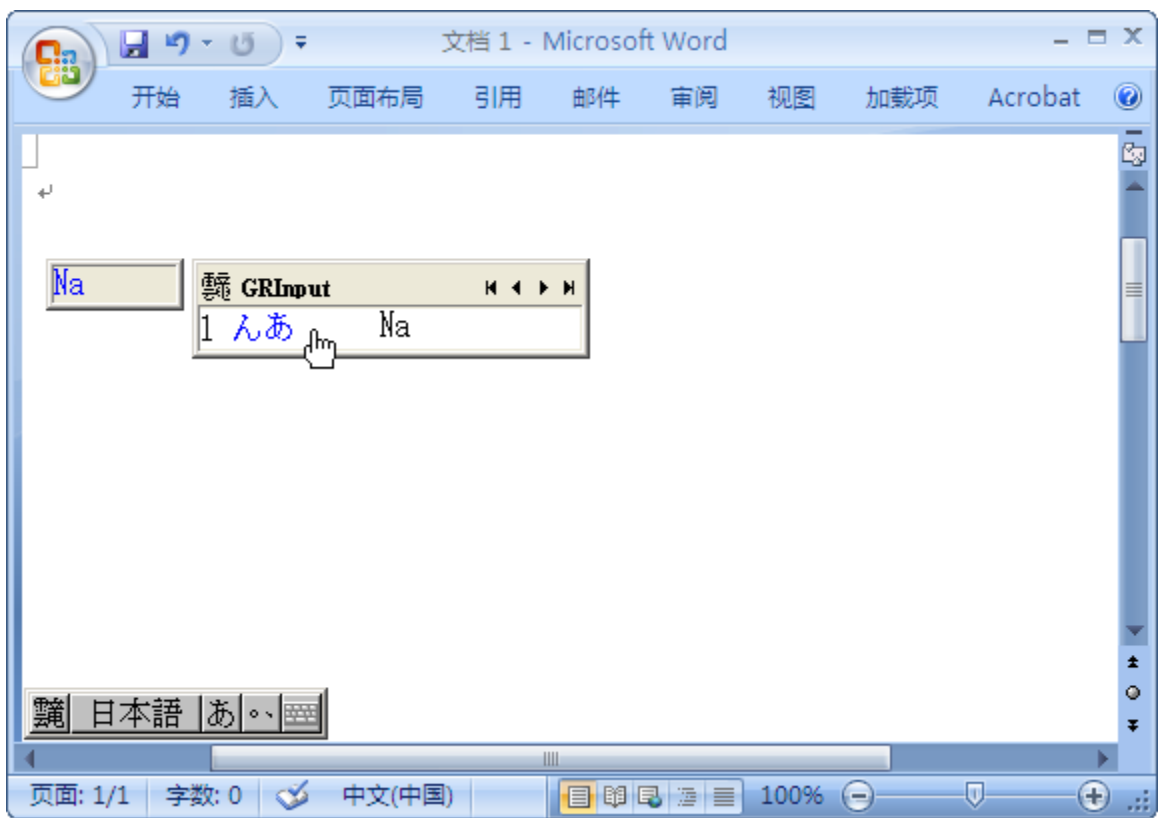 文档 1 - Microsoft Word
开始 插入 页面布局 引用 邮件 审阅 视图 加载项 Acrobat
Na
GRInput
1 んあ Na
日本語 あ 。、
页面: 1/1 字数: 0 中文(中国) 100%